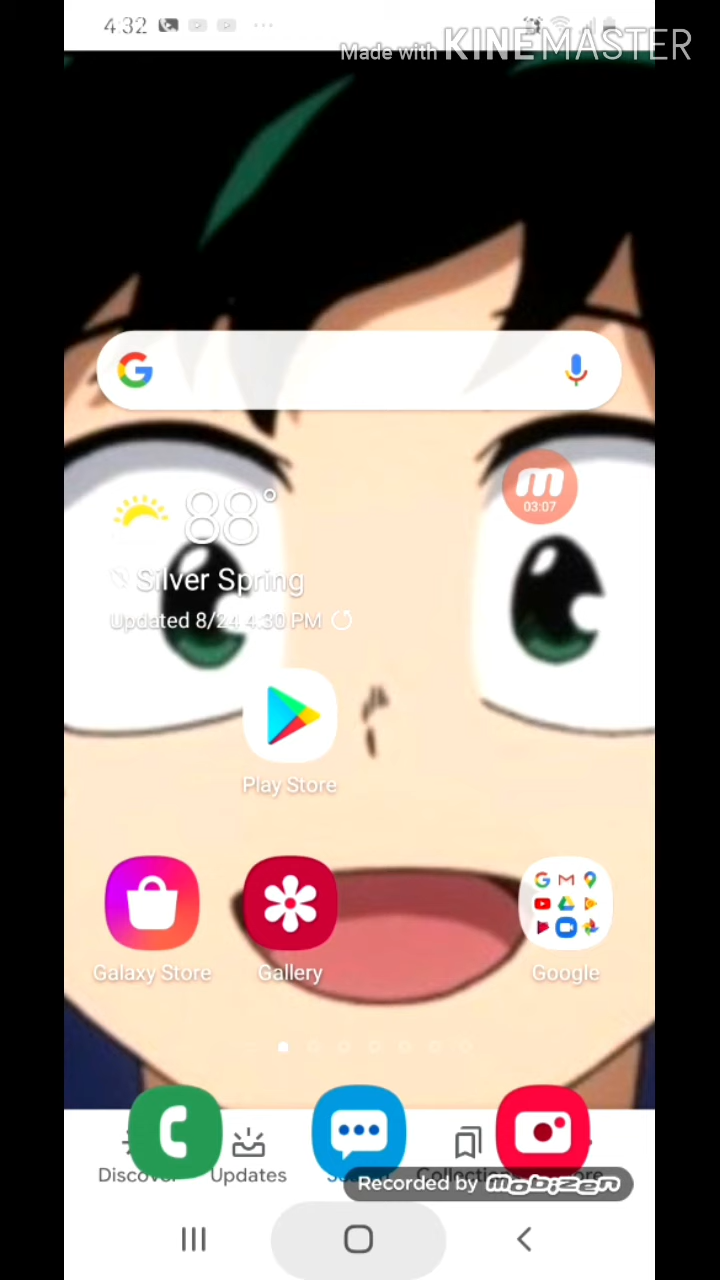 4:32
Made with KINEMASTER
03:07
88°
Silver Spring
Updated 8/24 4:30 PM
Play Store
Galaxy Store
Gallery
Google
Updates
Recorded by mobizen